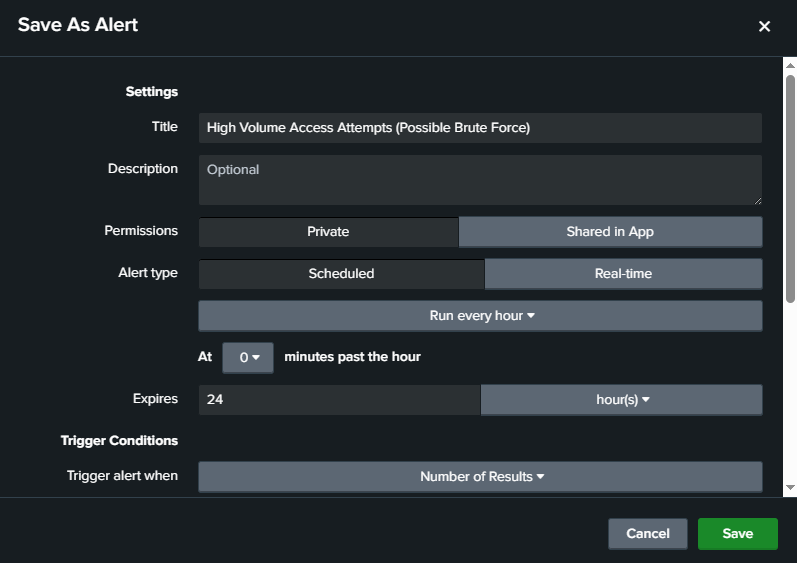 Save As Alert
Settings
Title High Volume Access Attempts (Possible Brute Force)
Description Optional
Permissions Private Shared in App
Alert type Scheduled Real-time
Run every hour
At 0 minutes past the hour
Expires 24 hour(s)
Trigger Conditions
Trigger alert when Number of Results
Cancel Save